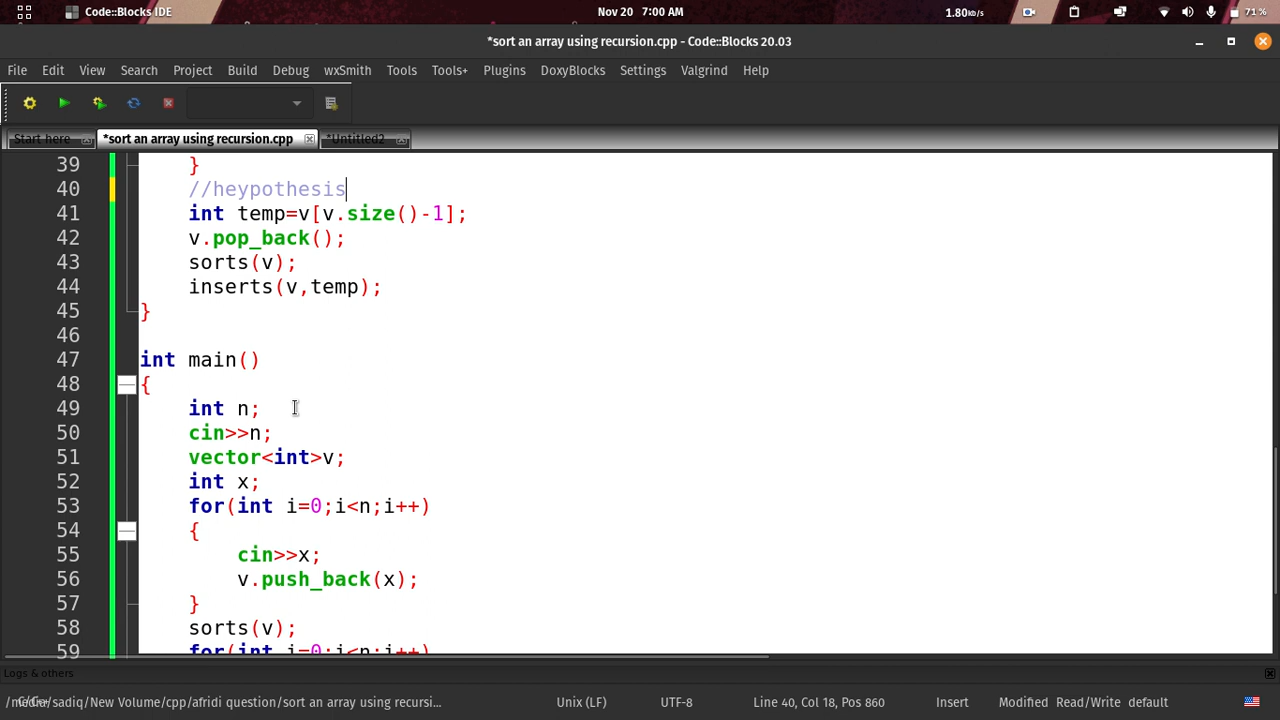 Code::Blocks IDE
Nov 20 7:00 AM
1.80kb/s
71%
*sort an array using recursion.cpp - Code::Blocks 20.03
File Edit View Search Project Build Debug wxSmith Tools Tools+ Plugins DoxyBlocks Settings Valgrind Help
Start here *sort an array using recursion.cpp *Untitled2
39 }
40 //heypothesis
41 int temp=v[v.size()-1];
42 v.pop_back();
43 sorts(v);
44 inserts(v,temp);
45 }
46
47 int main()
48 {
49 int n;
50 cin>>n;
51 vector<int>v;
52 int x;
53 for(int i=0;i<n;i++)
54 {
55 cin>>x;
56 v.push_back(x);
57 }
58 sorts(v);
59 for(int i=0;i<n;i++)
Logs & others
/media/sadiq/New Volume/cpp/afridi question/sort an array using recursi... Unix (LF) UTF-8 Line 40, Col 18, Pos 860 Insert Modified Read/Write default